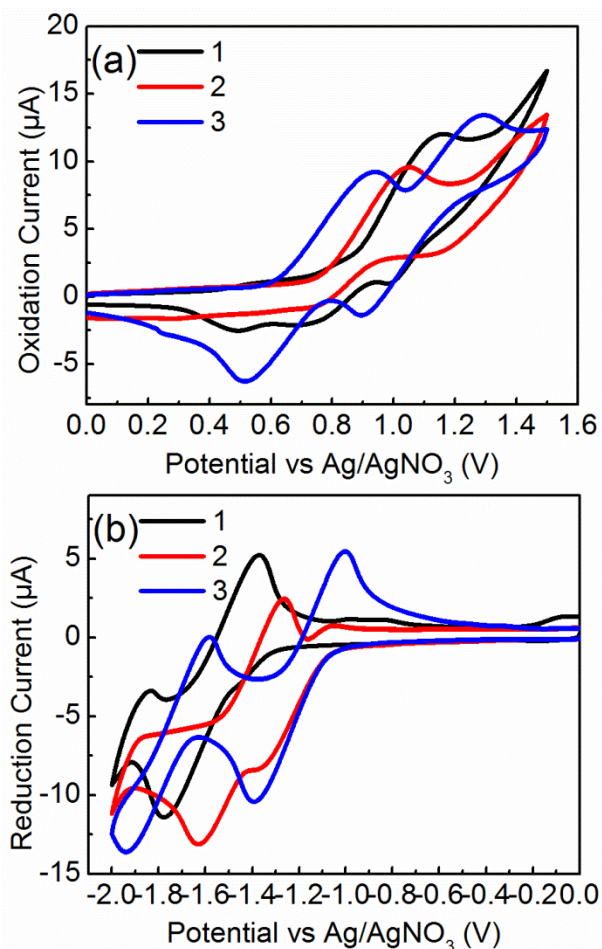 (a)
1
2
3
20
15
10
5
0
-5
Oxidation Current (μA)
0.0 0.2 0.4 0.6 0.8 1.0 1.2 1.4 1.6
Potential vs Ag/AgNO₃ (V)
(b)
1
2
3
10
5
0
-5
-10
-15
Reduction Current (μA)
-2.0 -1.8 -1.6 -1.4 -1.2 -1.0 -0.8 -0.6 -0.4 -0.2 0.0
Potential vs Ag/AgNO₃ (V)